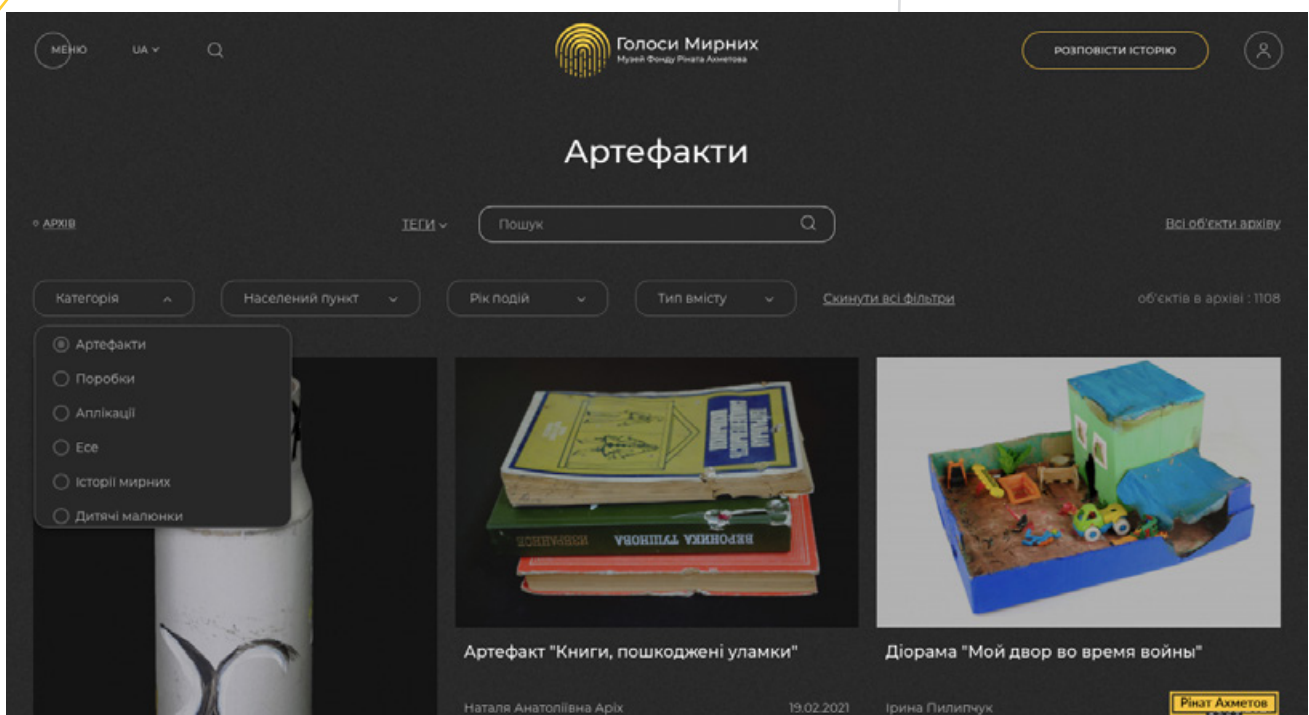 МЕНЮ
UA
Голоси Мирних
Музей Фонду Ріната Ахметова
РОЗПОВІСТИ ІСТОРІЮ
Артефакти
АРХІВ
ТЕГИ
Пошук
Всі об'єкти архіву
Категорія
Населений пункт
Рік подій
Тип вмісту
Скинути всі фільтри
об'єктів в архіві : 1108
Артефакти
Поробки
Аплікації
Есе
Історії мирних
Дитячі малюнки
ВЕРОНИКА ТУШНОВА
ИЗБРАННОЕ
Артефакт "Книги, пошкоджені уламки"
Діорама "Мой двор во время войны"
Наталя Анатоліївна Аріх
19.02.2021
Ірина Пилипчук
Рінат Ахметов